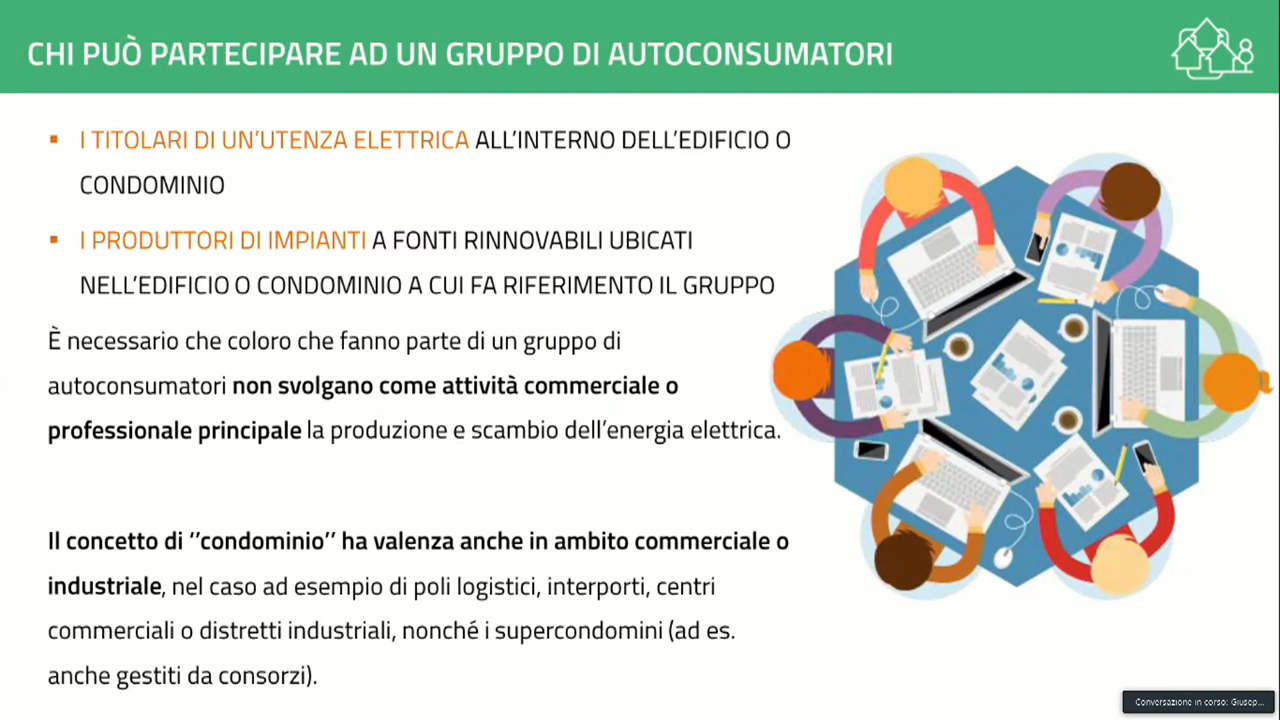 CHI PUÒ PARTECIPARE AD UN GRUPPO DI AUTOCONSUMATORI
▪ I TITOLARI DI UN'UTENZA ELETTRICA ALL'INTERNO DELL'EDIFICIO O
CONDOMINIO
▪ I PRODUTTORI DI IMPIANTI A FONTI RINNOVABILI UBICATI
NELL'EDIFICIO O CONDOMINIO A CUI FA RIFERIMENTO IL GRUPPO
È necessario che coloro che fanno parte di un gruppo di
autoconsumatori non svolgano come attività commerciale o
professionale principale la produzione e scambio dell'energia elettrica.
Il concetto di ''condominio'' ha valenza anche in ambito commerciale o
industriale, nel caso ad esempio di poli logistici, interporti, centri
commerciali o distretti industriali, nonché i supercondomini (ad es.
anche gestiti da consorzi).
Conversazione in corso: Giusep...